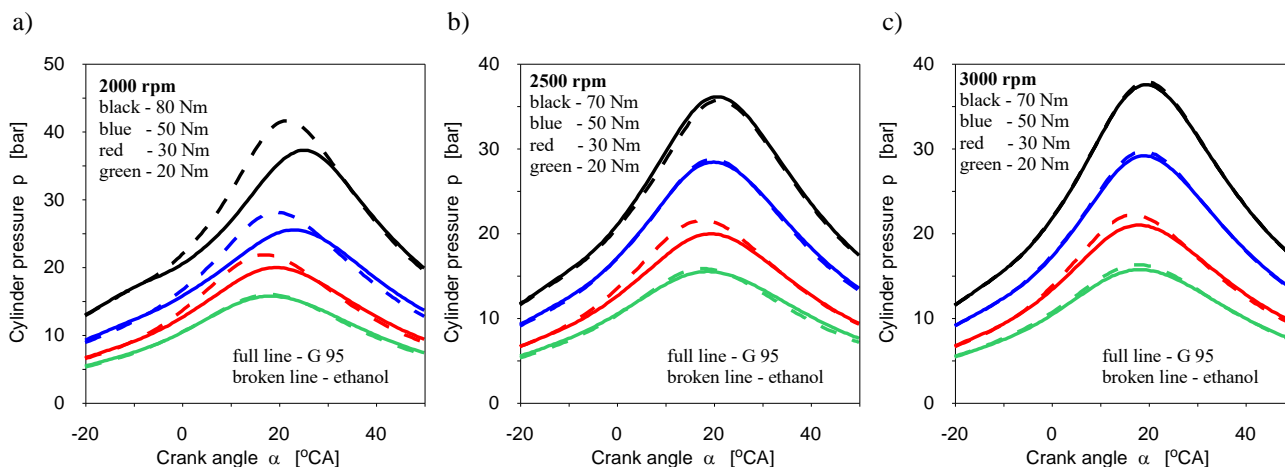 a)
50
40
30
20
10
0
-20
0
20
40
Cylinder pressure p [bar]
Crank angle α [ºCA]
2000 rpm
black - 80 Nm
blue - 50 Nm
red - 30 Nm
green - 20 Nm
full line - G 95
broken line - ethanol
b)
40
30
20
10
0
-20
0
20
40
Cylinder pressure p [bar]
Crank angle α [ºCA]
2500 rpm
black - 70 Nm
blue - 50 Nm
red - 30 Nm
green - 20 Nm
full line - G 95
broken line - ethanol
c)
40
30
20
10
0
-20
0
20
40
Cylinder pressure p [bar]
Crank angle α [ºCA]
3000 rpm
black - 70 Nm
blue - 50 Nm
red - 30 Nm
green - 20 Nm
full line - G 95
broken line - ethanol